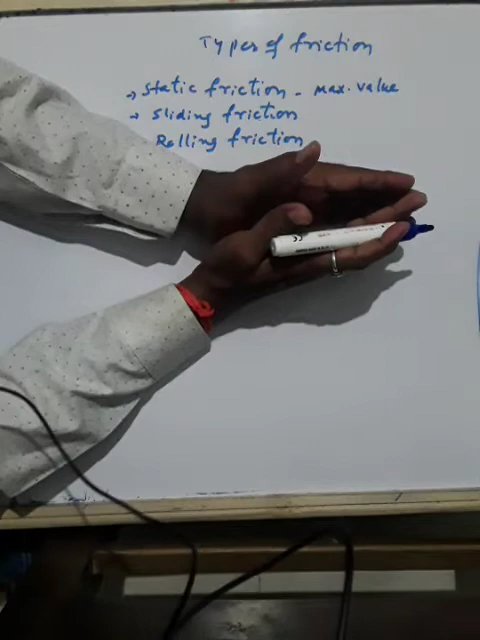 Types of friction
→ Static friction - max. value
→ Sliding friction
Rolling friction